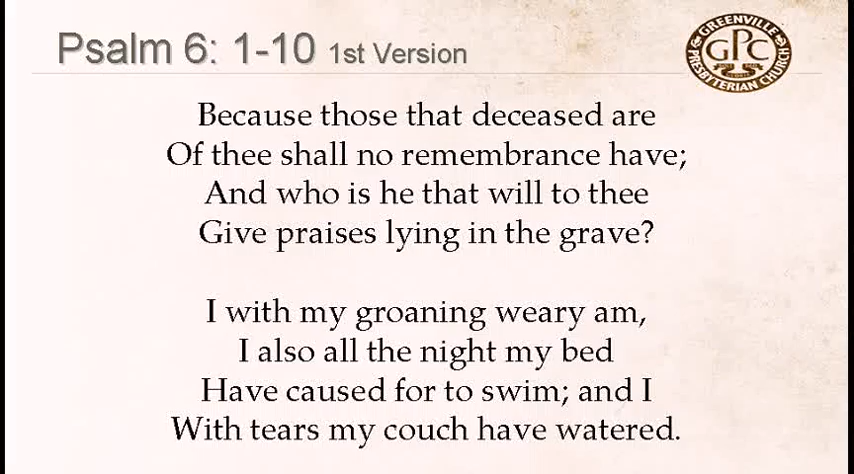 Psalm 6: 1-10 1st Version
GREENVILLE
GPC
PRESBYTERIAN CHURCH
Because those that deceased are
Of thee shall no remembrance have;
And who is he that will to thee
Give praises lying in the grave?
I with my groaning weary am,
I also all the night my bed
Have caused for to swim; and I
With tears my couch have watered.